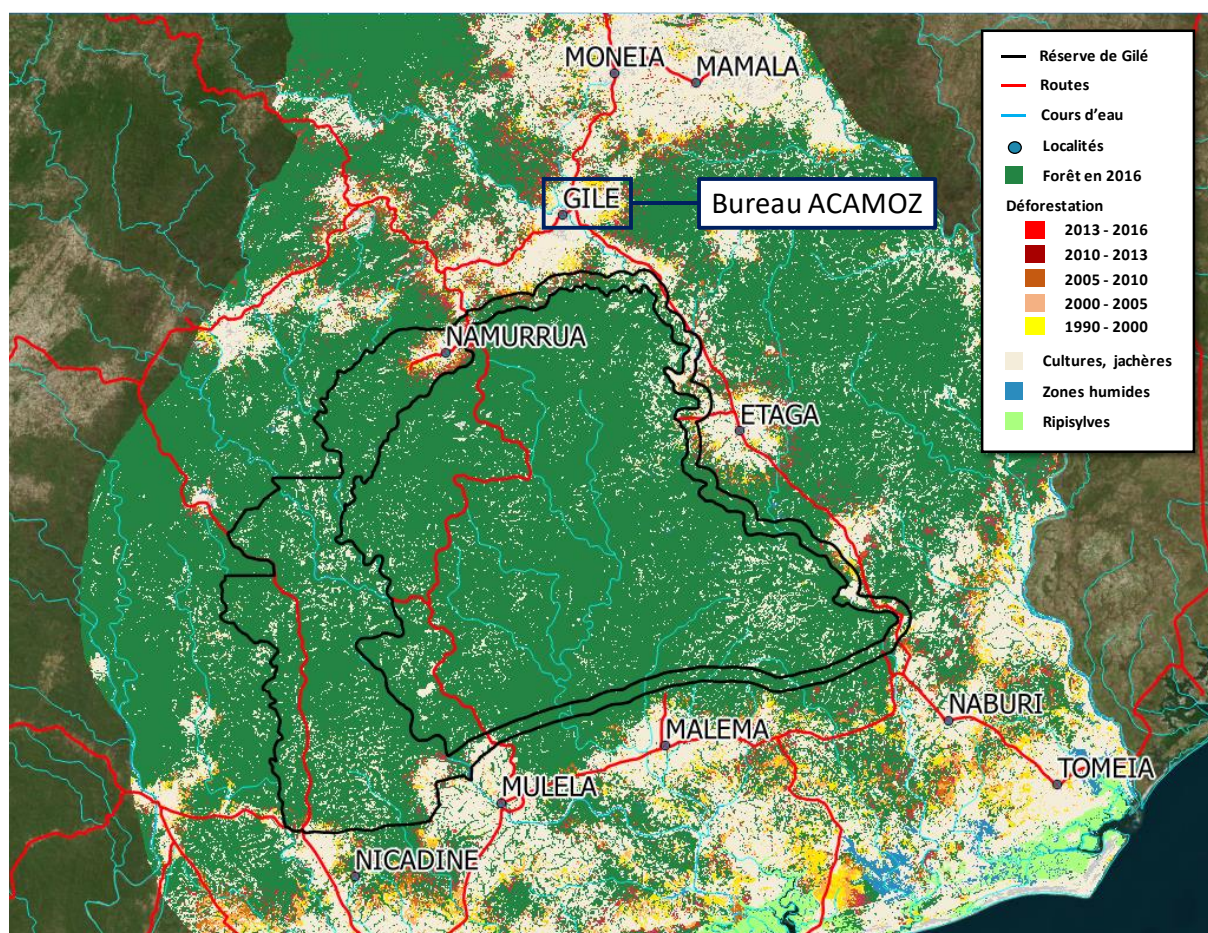 MONEIA
MAMALA
GILE
Bureau ACAMOZ
NAMURRUA
ETAGA
NABURI
MALEMA
TOMEIA
MULELA
NICADINE
Réserve de Gilé
Routes
Cours d'eau
Localités
Forêt en 2016
Déforestation
2013 - 2016
2010 - 2013
2005 - 2010
2000 - 2005
1990 - 2000
Cultures, jachères
Zones humides
Ripisylves